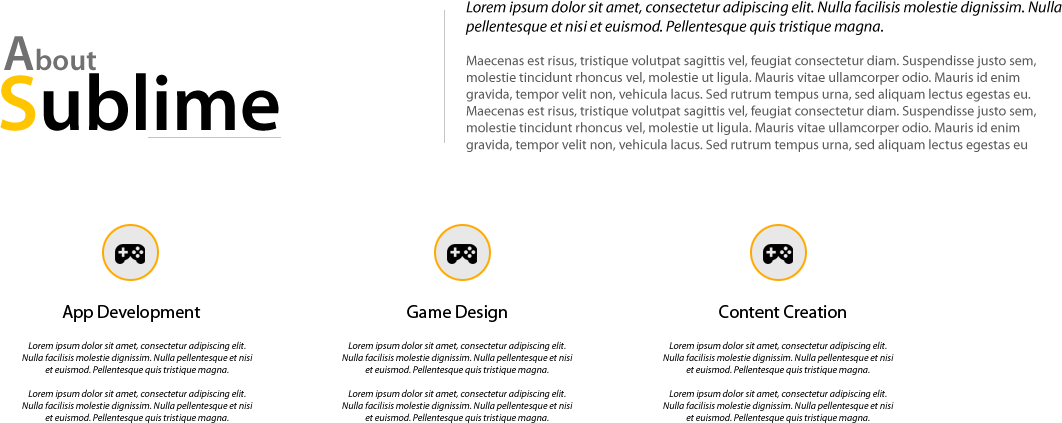 About
Sublime
Lorem ipsum dolor sit amet, consectetur adipiscing elit. Nulla facilisis molestie dignissim. Nulla
pellentesque et nisi et euismod. Pellentesque quis tristique magna.
Maecenas est risus, tristique volutpat sagittis vel, feugiat consectetur diam. Suspendisse justo sem,
molestie tincidunt rhoncus vel, molestie ut ligula. Mauris vitae ullamcorper odio. Mauris id enim
gravida, tempor velit non, vehicula lacus. Sed rutrum tempus urna, sed aliquam lectus egestas eu.
Maecenas est risus, tristique volutpat sagittis vel, feugiat consectetur diam. Suspendisse justo sem,
molestie tincidunt rhoncus vel, molestie ut ligula. Mauris vitae ullamcorper odio. Mauris id enim
gravida, tempor velit non, vehicula lacus. Sed rutrum tempus urna, sed aliquam lectus egestas eu
App Development
Lorem ipsum dolor sit amet, consectetur adipiscing elit.
Nulla facilisis molestie dignissim. Nulla pellentesque et nisi
et euismod. Pellentesque quis tristique magna.
Lorem ipsum dolor sit amet, consectetur adipiscing elit.
Nulla facilisis molestie dignissim. Nulla pellentesque et nisi
et euismod. Pellentesque quis tristique magna.
Game Design
Lorem ipsum dolor sit amet, consectetur adipiscing elit.
Nulla facilisis molestie dignissim. Nulla pellentesque et nisi
et euismod. Pellentesque quis tristique magna.
Lorem ipsum dolor sit amet, consectetur adipiscing elit.
Nulla facilisis molestie dignissim. Nulla pellentesque et nisi
et euismod. Pellentesque quis tristique magna.
Content Creation
Lorem ipsum dolor sit amet, consectetur adipiscing elit.
Nulla facilisis molestie dignissim. Nulla pellentesque et nisi
et euismod. Pellentesque quis tristique magna.
Lorem ipsum dolor sit amet, consectetur adipiscing elit.
Nulla facilisis molestie dignissim. Nulla pellentesque et nisi
et euismod. Pellentesque quis tristique magna.